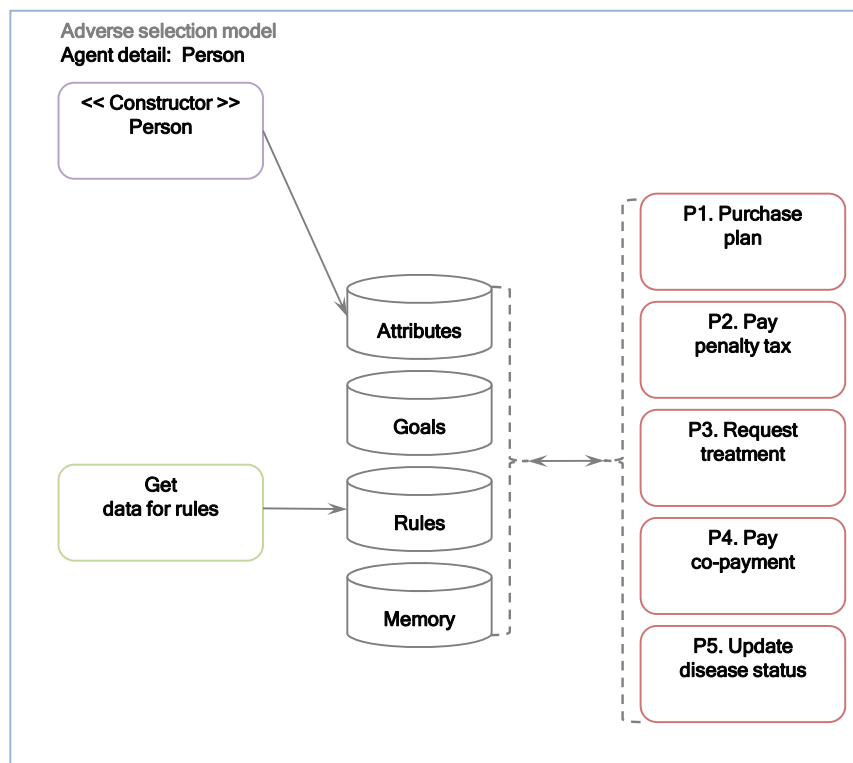 Adverse selection model
Agent detail:  Person
<< Constructor >>
Person
Attributes
Goals
Get
data for rules
Rules
Memory
P1. Purchase
plan
P2. Pay
penalty tax
P3. Request
treatment
P4. Pay
co-payment
P5. Update
disease status